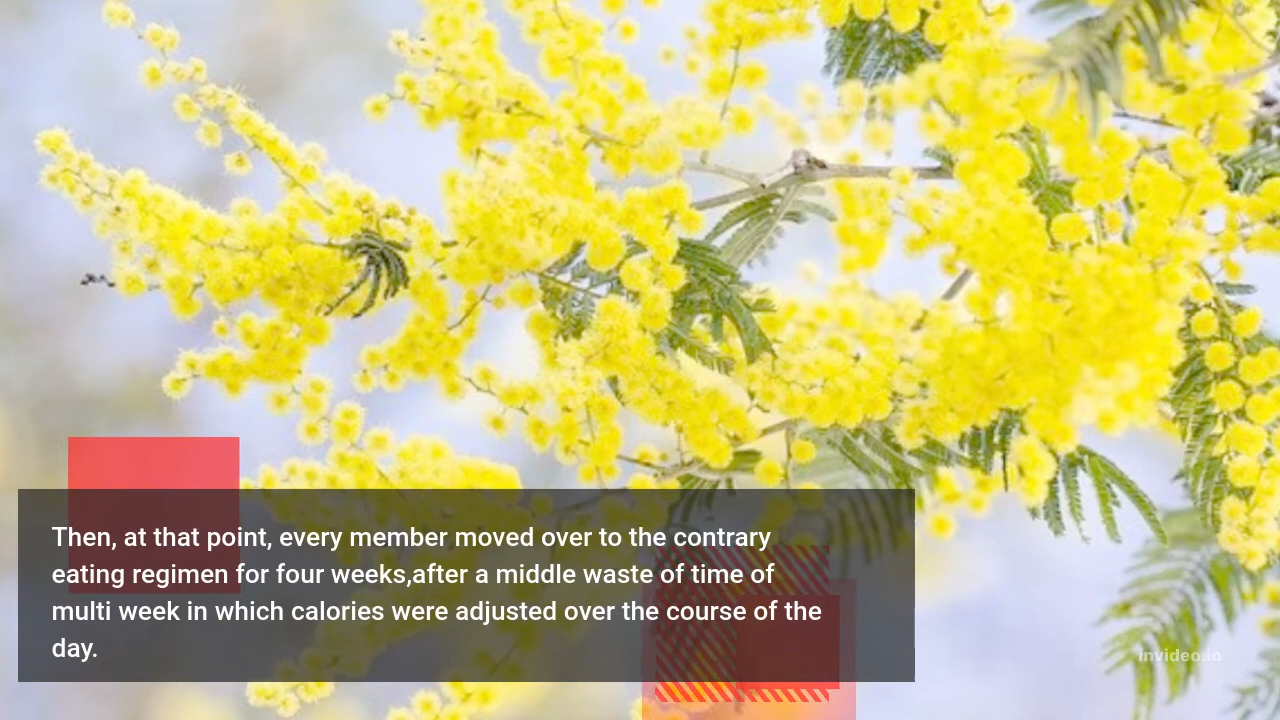 Then, at that point, every member moved over to the contrary
eating regimen for four weeks,after a middle waste of time of
multi week in which calories were adjusted over the course of the
day.
invideo.io